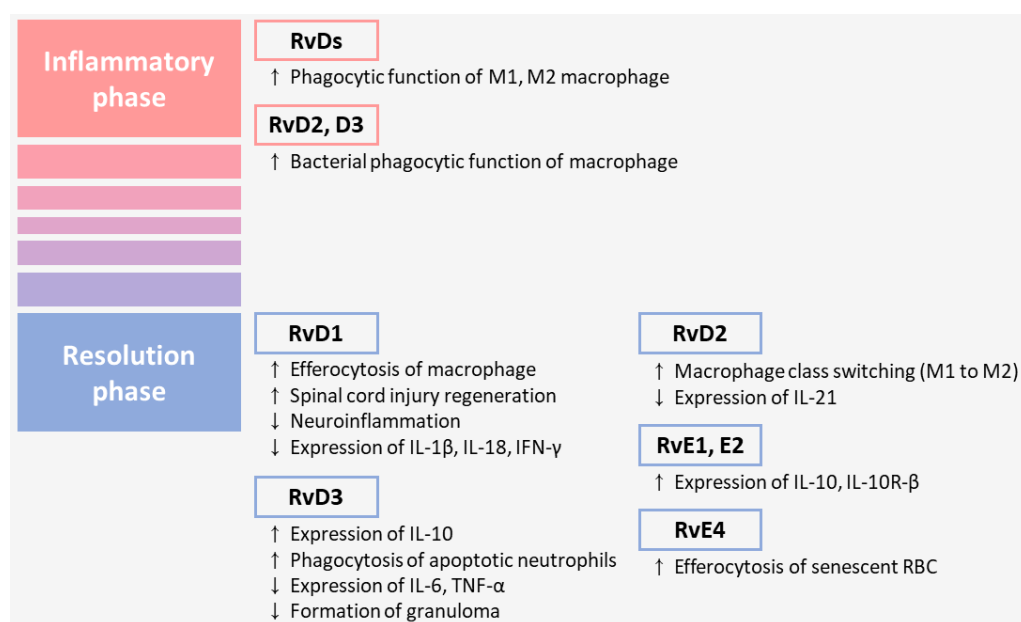 Inflammatory
phase
RvDs
↑ Phagocytic function of M1, M2 macrophage
RvD2, D3
↑ Bacterial phagocytic function of macrophage
Resolution
phase
RvD1
↑ Efferocytosis of macrophage
↑ Spinal cord injury regeneration
↓ Neuroinflammation
↓ Expression of IL-1β, IL-18, IFN-γ
RvD3
↑ Expression of IL-10
↑ Phagocytosis of apoptotic neutrophils
↓ Expression of IL-6, TNF-α
↓ Formation of granuloma
RvD2
↑ Macrophage class switching (M1 to M2)
↓ Expression of IL-21
RvE1, E2
↑ Expression of IL-10, IL-10R-β
RvE4
↑ Efferocytosis of senescent RBC